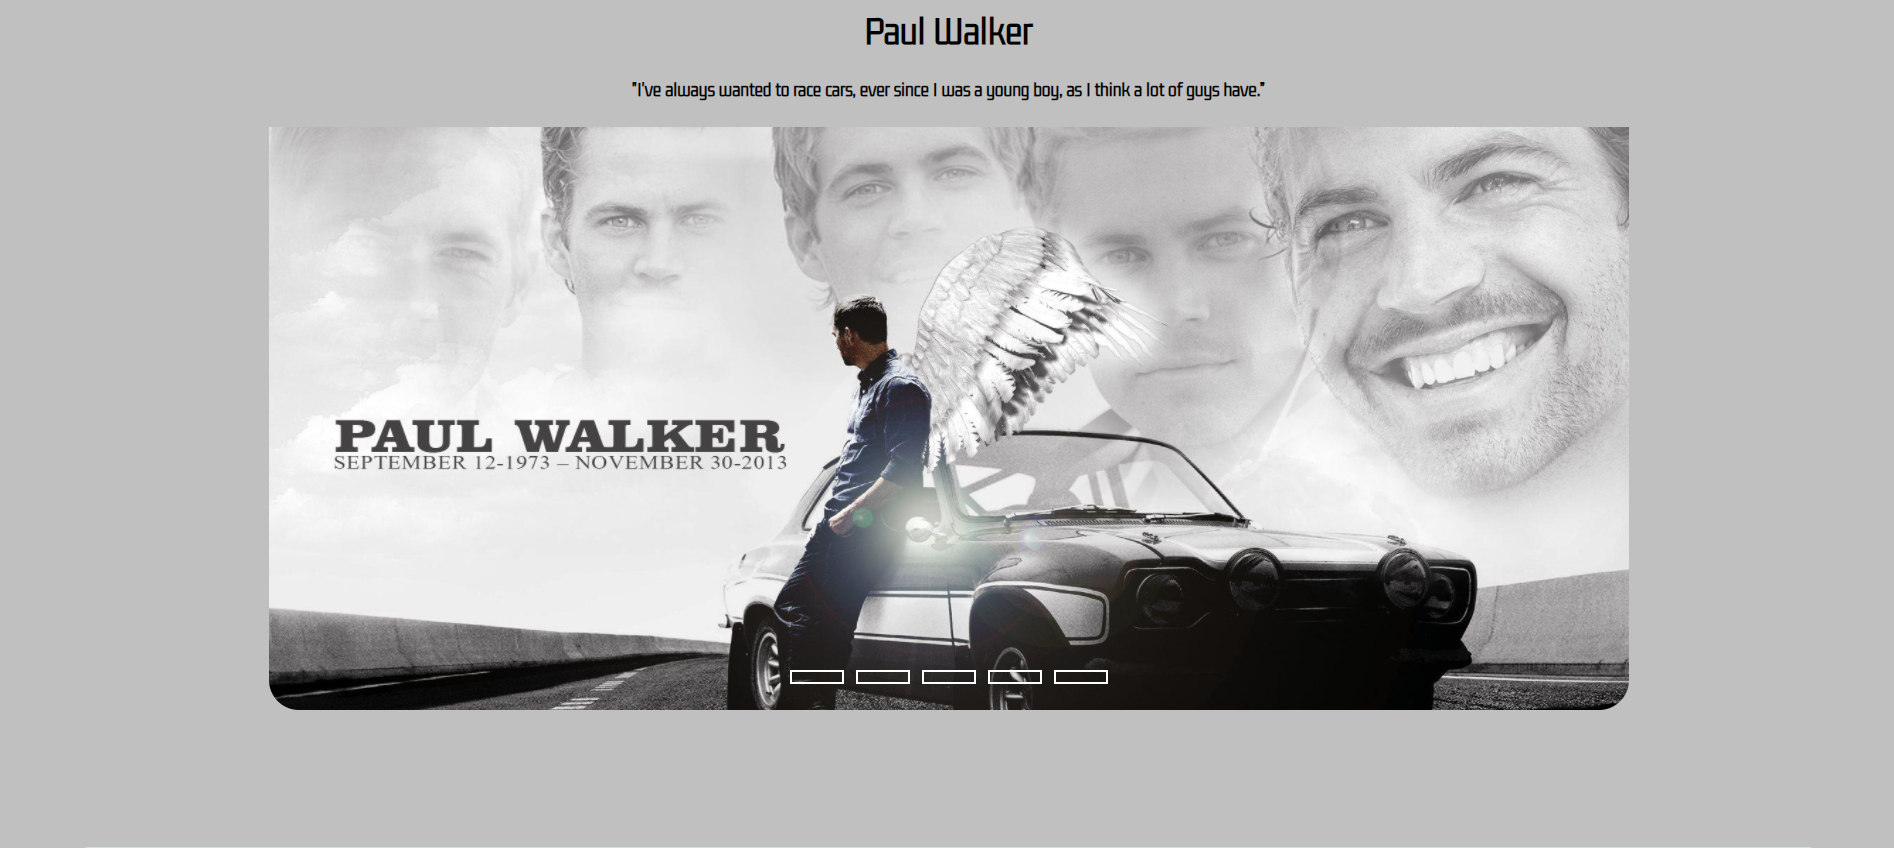 Paul Walker
"I've always wanted to race cars, ever since I was a young boy, as I think a lot of guys have."
PAUL WALKER
SEPTEMBER 12-1973 – NOVEMBER 30-2013